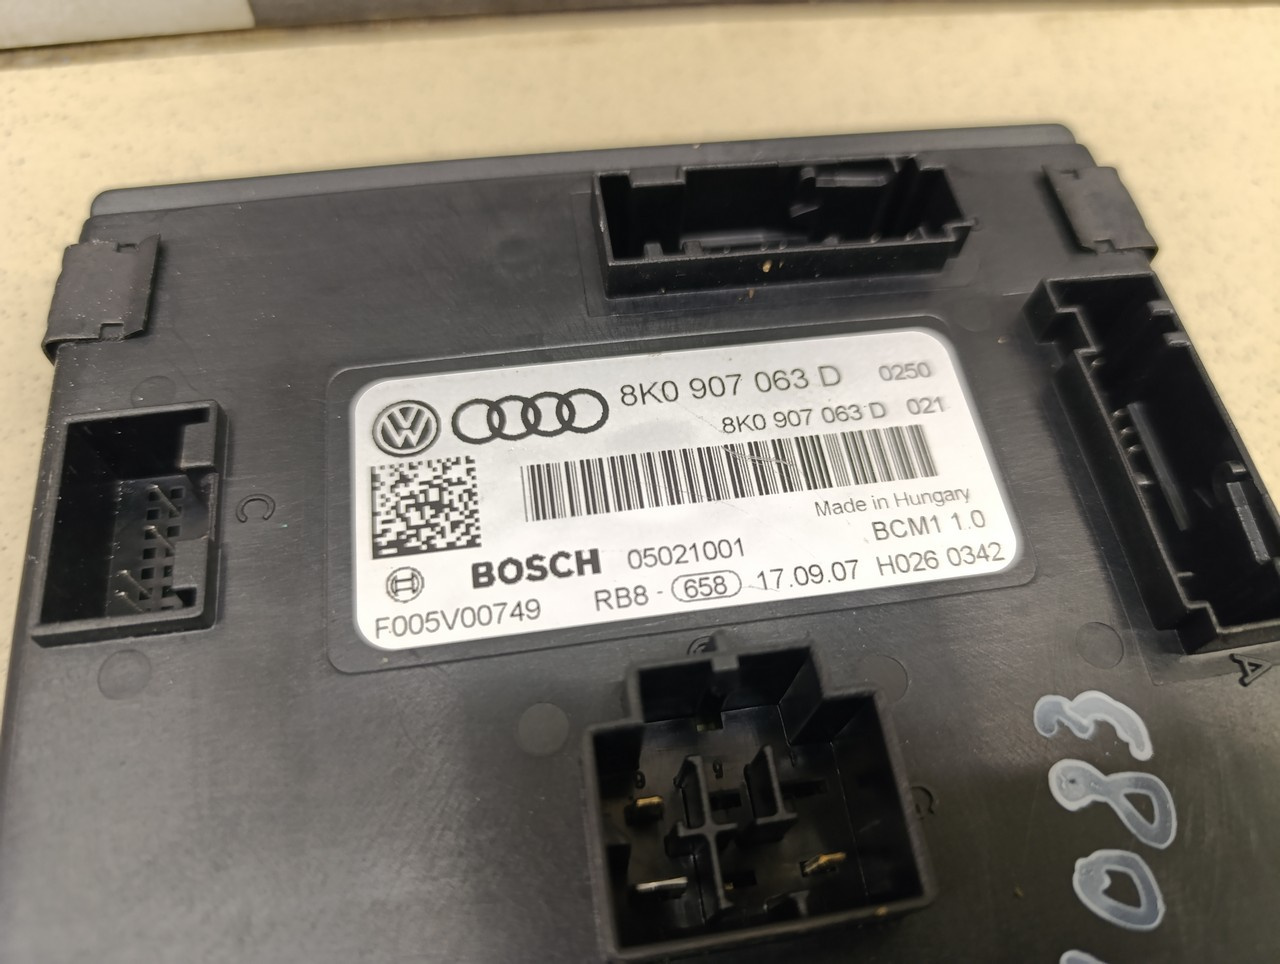 8K0 907 063 D 0250
8K0 907 063 D 021
Made in Hungary
BCM1 1.0
BOSCH 05021001
F005V00749 RB8 - 658 17.09.07 H026 0342
C
A